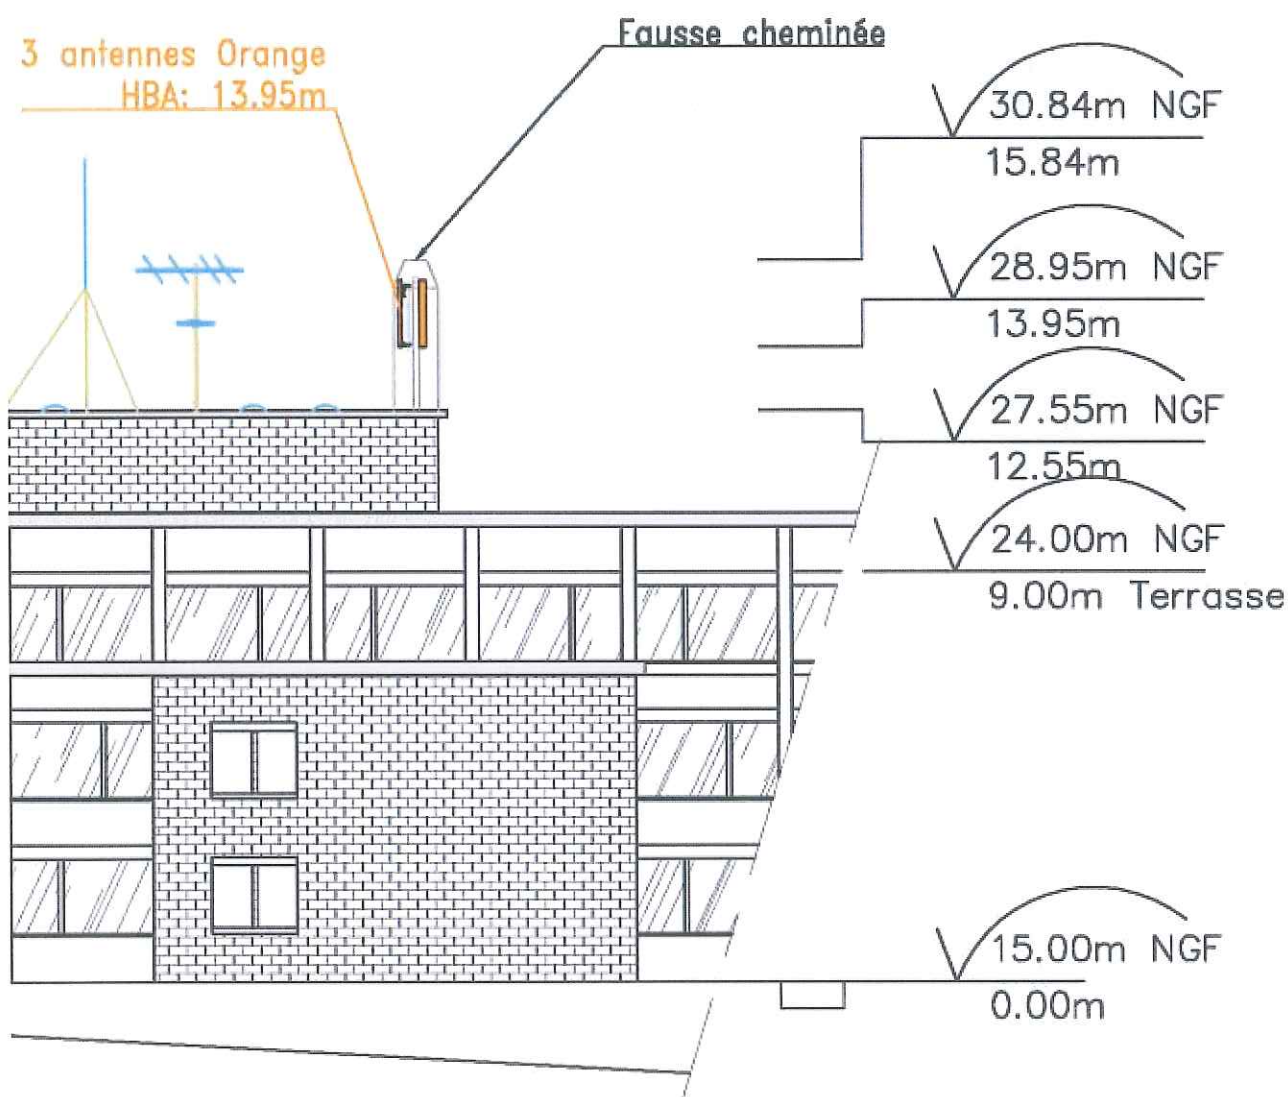 Fausse cheminée
3 antennes Orange
HBA: 13.95m
30.84m NGF
15.84m
28.95m NGF
13.95m
27.55m NGF
12.55m
24.00m NGF
9.00m Terrasse
15.00m NGF
0.00m